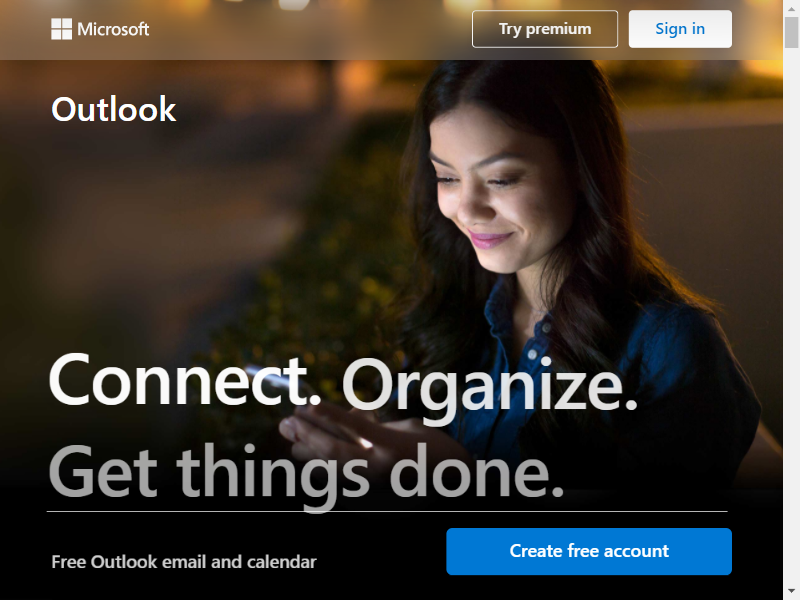 Microsoft
Try premium
Sign in
Outlook
Connect. Organize.
Get things done.
Free Outlook email and calendar
Create free account